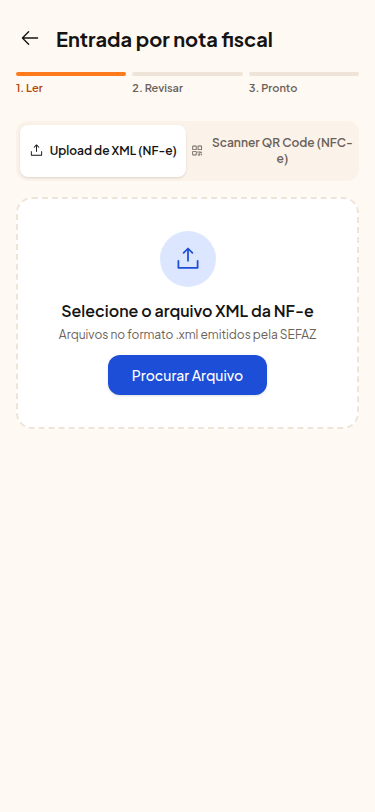 Entrada por nota fiscal
1. Ler
2. Revisar
3. Pronto
Upload de XML (NF-e)
Scanner QR Code (NFC-
e)
Selecione o arquivo XML da NF-e
Arquivos no formato .xml emitidos pela SEFAZ
Procurar Arquivo